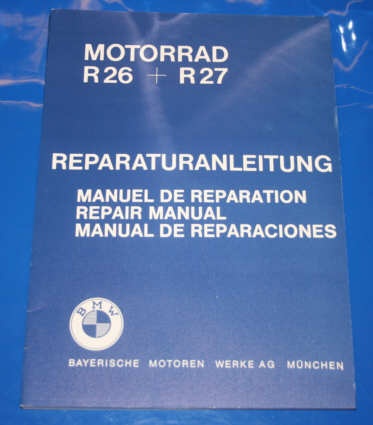 MOTORRAD
R 26 + R 27
REPARATURANLEITUNG
MANUEL DE REPARATION
REPAIR MANUAL
MANUAL DE REPARACIONES
BMW
BAYERISCHE MOTOREN WERKE AG MÜNCHEN